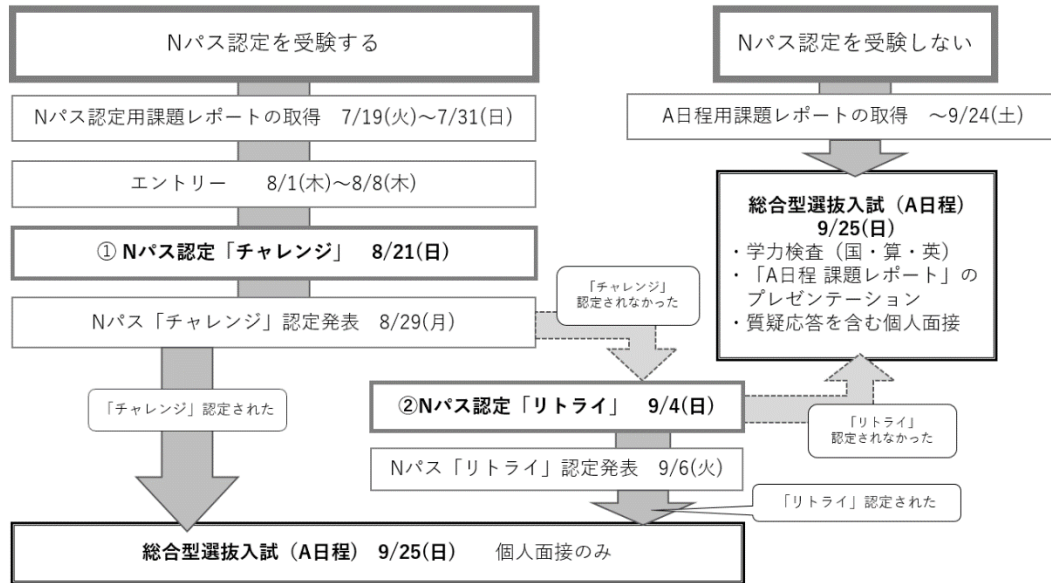 Nパス認定を受験する
Nパス認定用課題レポートの取得 7/19(火)～7/31(日)
エントリー 8/1(木)～8/8(木)
① Nパス認定「チャレンジ」 8/21(日)
Nパス「チャレンジ」認定発表 8/29(月)
「チャレンジ」
認定されなかった
「チャレンジ」認定された
②Nパス認定「リトライ」 9/4(日)
Nパス「リトライ」認定発表 9/6(火)
「リトライ」認定された
「リトライ」
認定されなかった
総合型選抜入試（A日程） 9/25(日) 個人面接のみ
Nパス認定を受験しない
A日程用課題レポートの取得 ～9/24(土)
総合型選抜入試（A日程）
9/25(日)
・学力検査（国・算・英）
・「A日程 課題レポート」の
プレゼンテーション
・質疑応答を含む個人面接